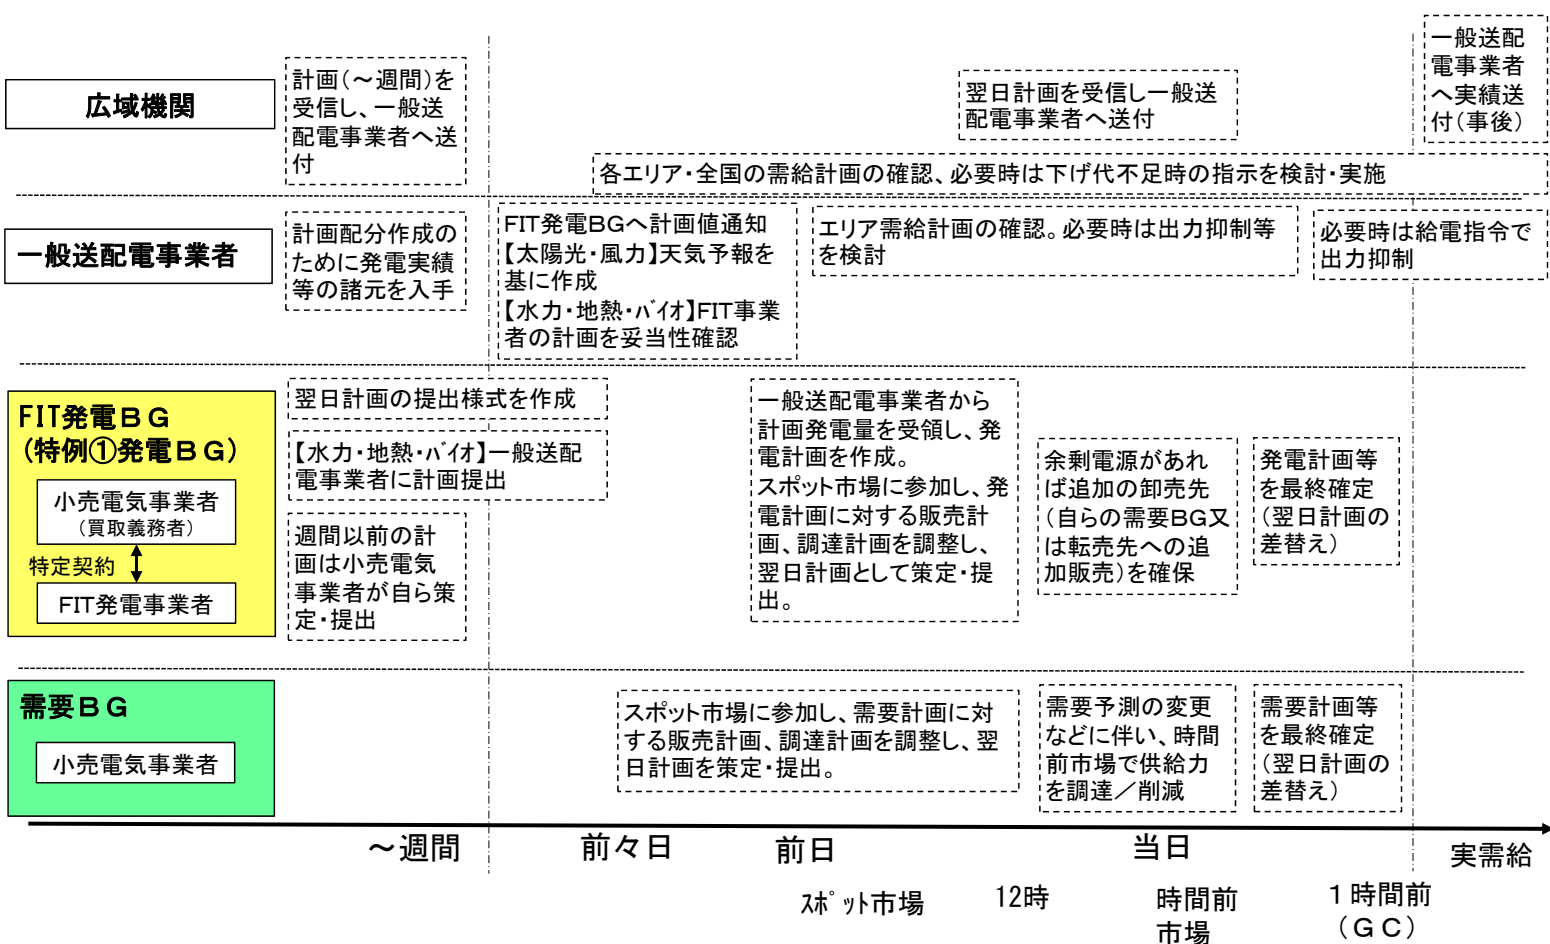 広域機関
計画(～週間)を
受信し、一般送
配電事業者へ送
付
翌日計画を受信し一般送
配電事業者へ送付
一般送配
電事業者
へ実績送
付(事後)
各エリア・全国の需給計画の確認、必要時は下げ代不足時の指示を検討・実施
一般送配電事業者
計画配分作成の
ために発電実績
等の諸元を入手
FIT発電BGへ計画値通知
【太陽光・風力】天気予報を
基に作成
【水力・地熱・バイオ】FIT事業
者の計画を妥当性確認
エリア需給計画の確認。必要時は出力抑制等
を検討
必要時は給電指令で
出力抑制
FIT発電BG
(特例①発電BG)
小売電気事業者
(買取義務者)
特定契約
FIT発電事業者
翌日計画の提出様式を作成
【水力・地熱・バイオ】一般送配
電事業者に計画提出
週間以前の計
画は小売電気
事業者が自ら策
定・提出
一般送配電事業者から
計画発電量を受領し、発
電計画を作成。
スポット市場に参加し、発
電計画に対する販売計
画、調達計画を調整し、
翌日計画として策定・提
出。
余剰電源があれ
ば追加の卸売先
(自らの需要BG又
は転売先への追
加販売)を確保
発電計画等
を最終確定
(翌日計画の
差替え)
需要BG
小売電気事業者
スポット市場に参加し、需要計画に対
する販売計画、調達計画を調整し、翌
日計画を策定・提出。
需要予測の変更
などに伴い、時間
前市場で供給力
を調達／削減
需要計画等
を最終確定
(翌日計画の
差替え)
～週間
前々日
前日
当日
実需給
スポット市場
12時
時間前
市場
1時間前
(GC)